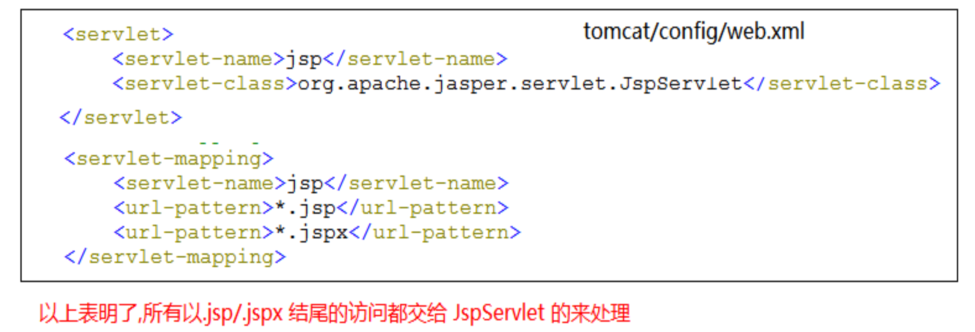 <servlet>
tomcat/config/web.xml
<servlet-name>jsp</servlet-name>
<servlet-class>org.apache.jasper.servlet.JspServlet</servlet-class>
</servlet>
<servlet-mapping>
<servlet-name>jsp</servlet-name>
<url-pattern>*.jsp</url-pattern>
<url-pattern>*.jspx</url-pattern>
</servlet-mapping>
以上表明了,所有以.jsp/.jspx 结尾的访问都交给 JspServlet 的来处理